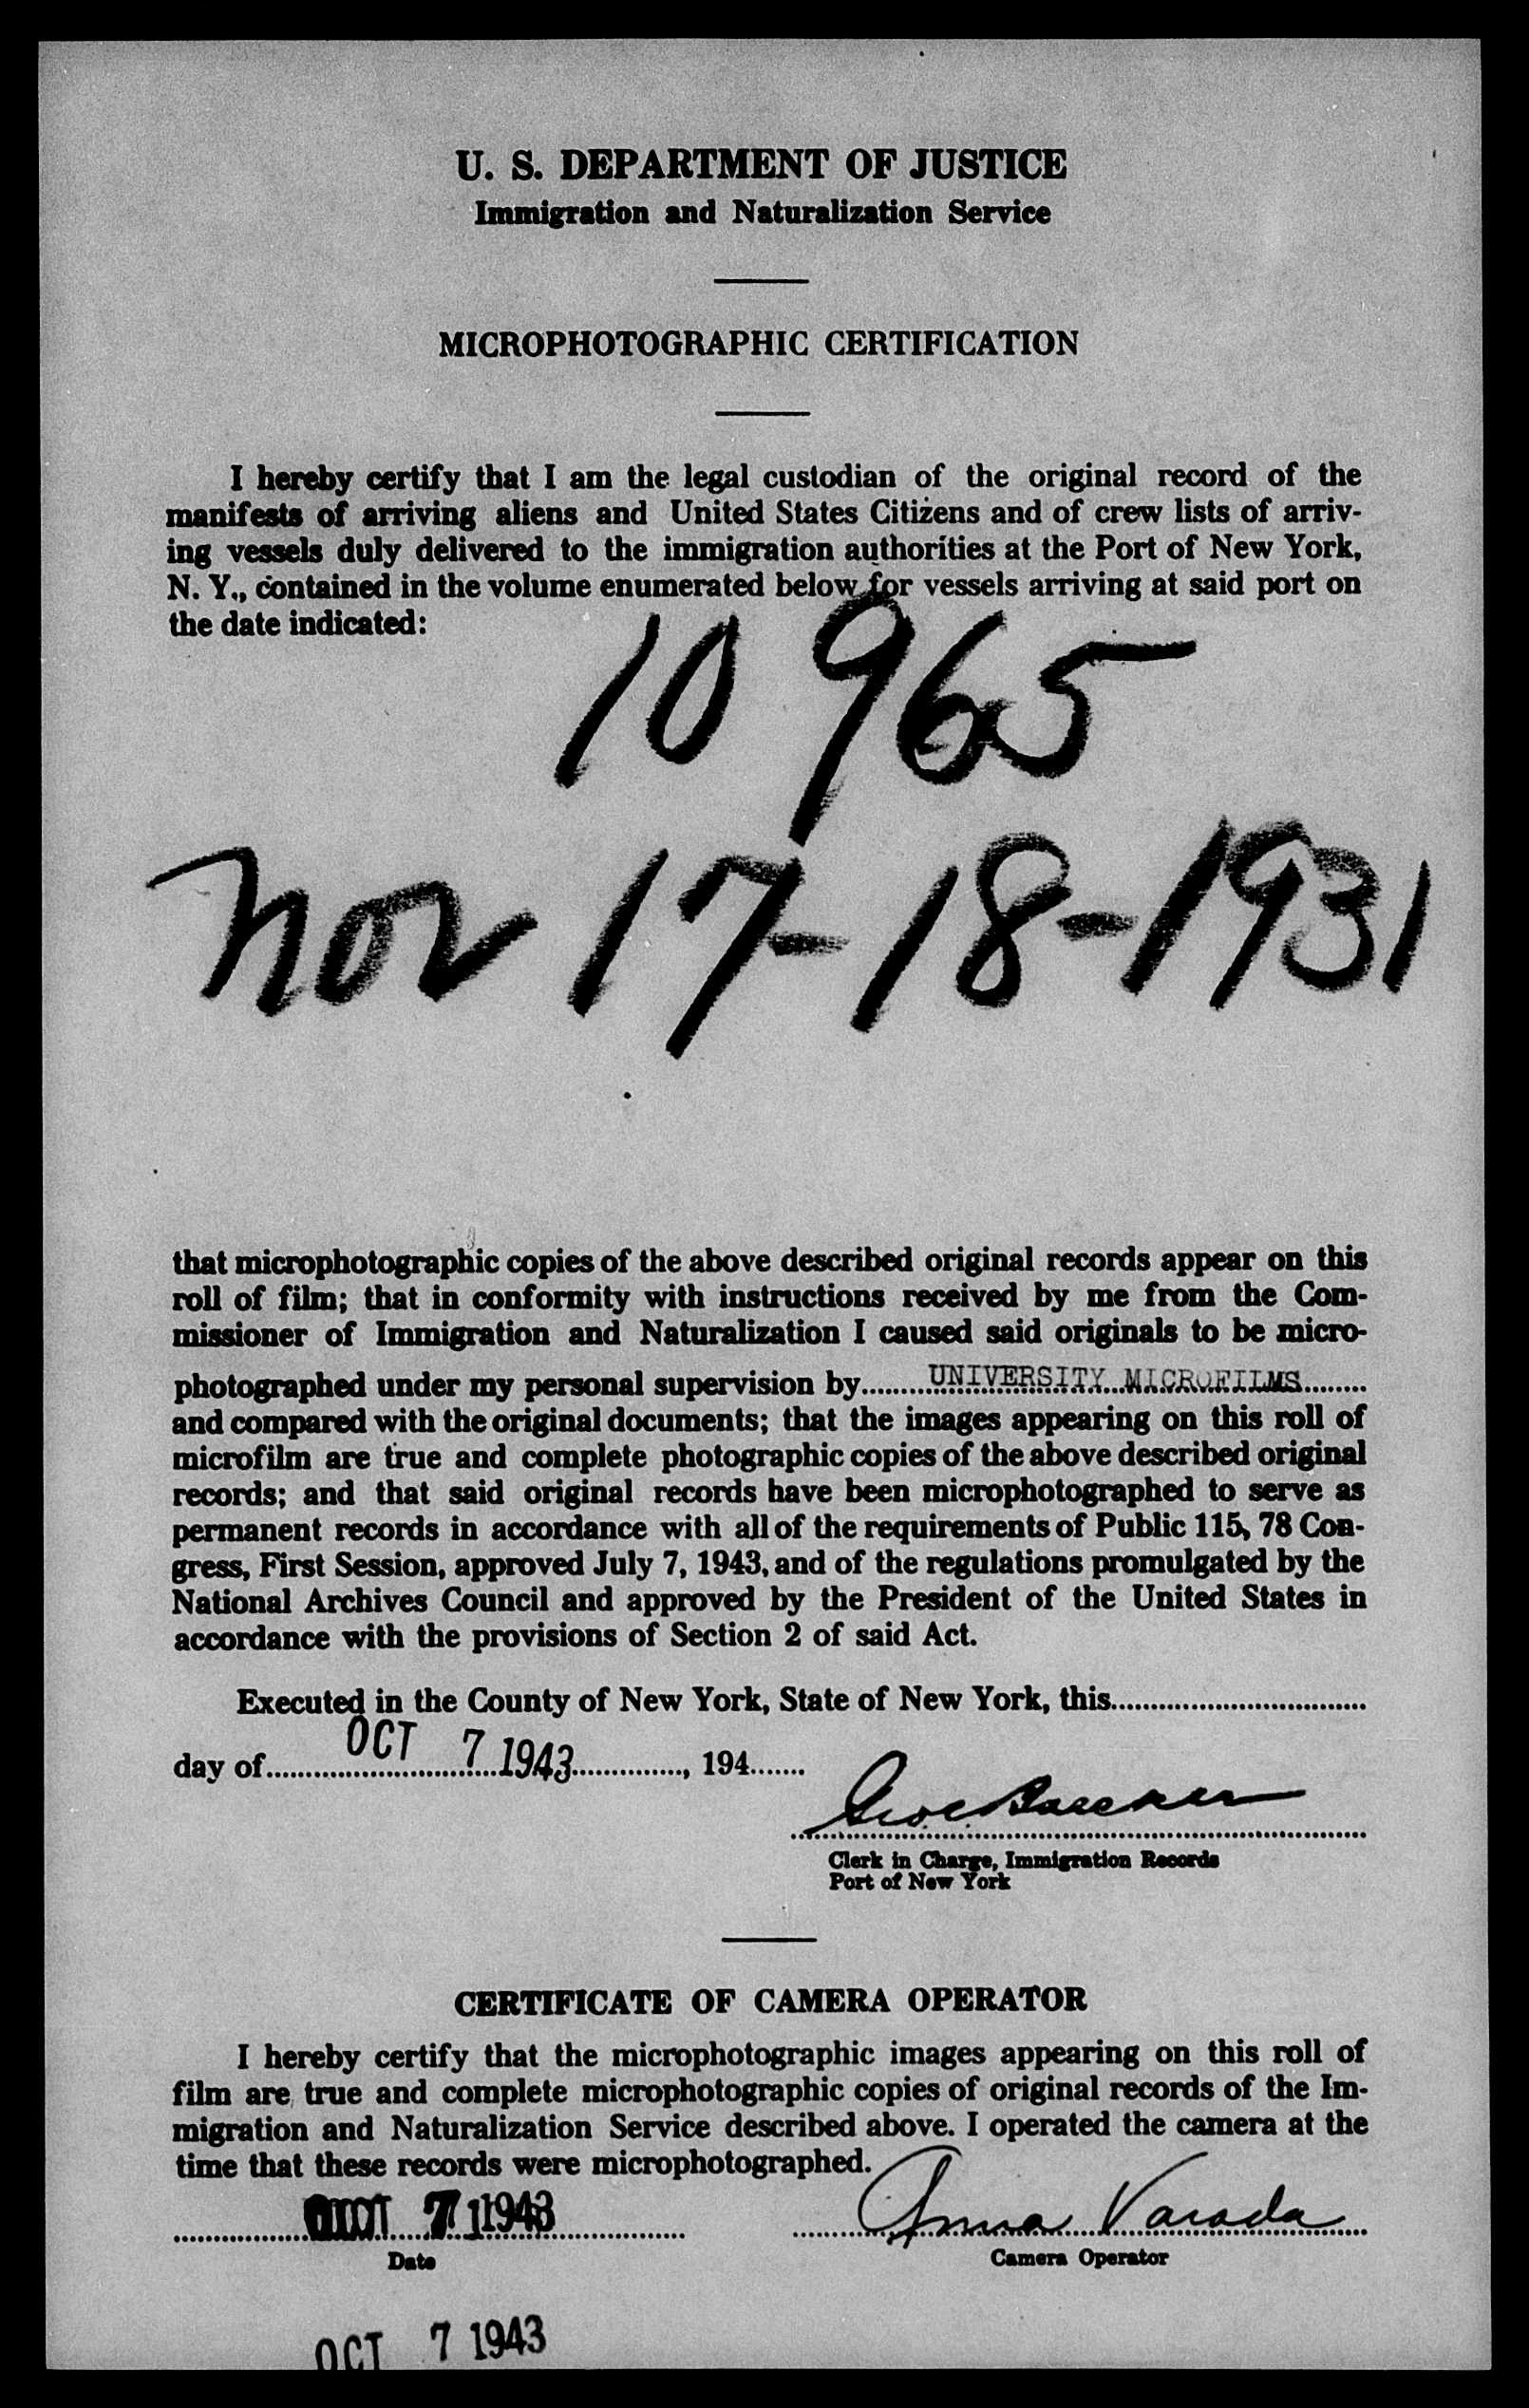 U. S. DEPARTMENT OF JUSTICE
Immigration and Naturalization Service
MICROPHOTOGRAPHIC CERTIFICATION
I hereby certify that I am the legal custodian of the original record of the
manifests of arriving aliens and United States Citizens and of crew lists of arriv-
ing vessels duly delivered to the immigration authorities at the Port of New York,
N. Y., contained in the volume enumerated below for vessels arriving at said port on
the date indicated:
10965
Nov 17-18-1931
that microphotographic copies of the above described original records appear on this
roll of film; that in conformity with instructions received by me from the Com-
missioner of Immigration and Naturalization I caused said originals to be micro-
photographed under my personal supervision by UNIVERSITY MICROFILMS
and compared with the original documents; that the images appearing on this roll of
microfilm are true and complete photographic copies of the above described original
records; and that said original records have been microphotographed to serve as
permanent records in accordance with all of the requirements of Public 115, 78 Con-
gress, First Session, approved July 7, 1943, and of the regulations promulgated by the
National Archives Council and approved by the President of the United States in
accordance with the provisions of Section 2 of said Act.
Executed in the County of New York, State of New York, this
day of OCT 7 1943, 194
Clerk in Charge, Immigration Records
Port of New York
CERTIFICATE OF CAMERA OPERATOR
I hereby certify that the microphotographic images appearing on this roll of
film are true and complete microphotographic copies of original records of the Im-
migration and Naturalization Service described above. I operated the camera at the
time that these records were microphotographed.
OCT 7 1943 Anna Varada
Date Camera Operator
OCT 7 1943